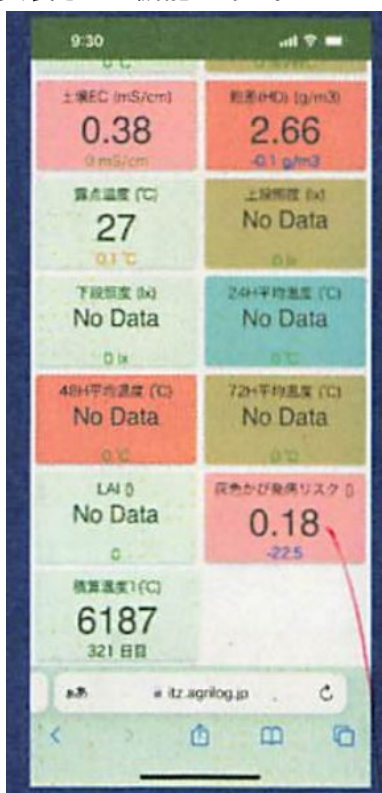 9:30
0℃
土壌EC (mS/cm)
0.38
0 mS/cm
飽差(HD) (g/m3)
2.66
-0.1 g/m3
露点温度 (℃)
27
0.1 ℃
上段照度 (lx)
No Data
0 lx
下段照度 (lx)
No Data
0 lx
24H平均温度 (℃)
No Data
0 ℃
48H平均温度 (℃)
No Data
0 ℃
72H平均温度 (℃)
No Data
0 ℃
LAI ()
No Data
0
灰色かび発病リスク ()
0.18
-22.5
積算温度1(℃)
6187
321 日目
ぁあ
itz.agrilog.jp